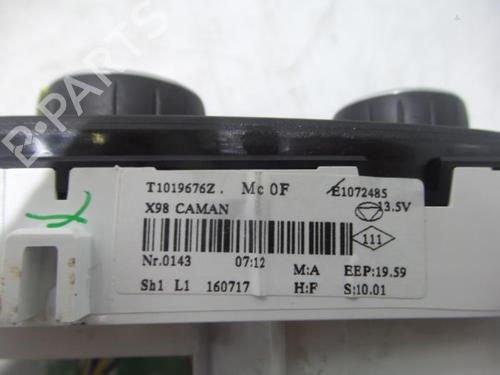 B-PARTS
T1019676Z. Mc 0F E1072485
X98 CAMAN 13.5V
111
Nr.0143 07:12 M:A EEP:19.59
Sh1 L1 160717 H:F S:10.01